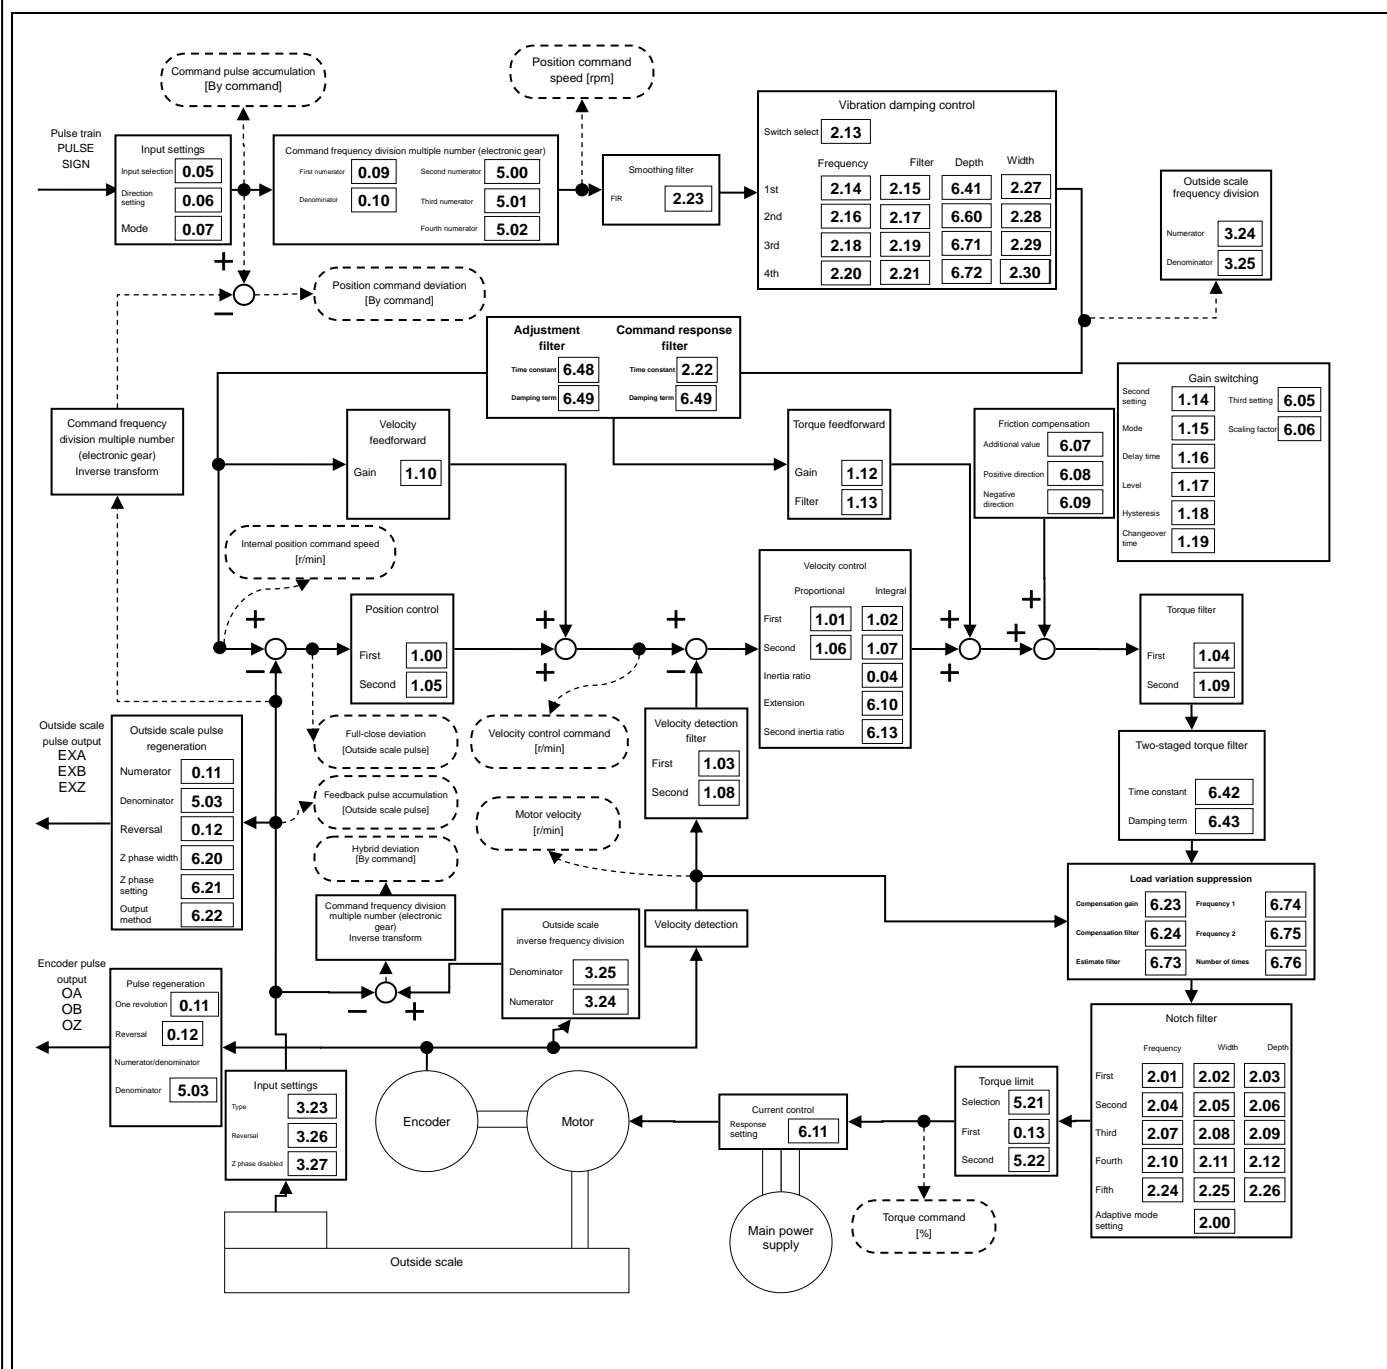 Command pulse accumulation
[By command]
Position command
speed [rpm]
Pulse train
PULSE
SIGN
Input settings
Input selection 0.05
Direction
setting 0.06
Mode 0.07
Command frequency division multiple number (electronic gear)
First numerator 0.09 Second numerator 5.00
Denominator 0.10 Third numerator 5.01
Fourth numerator 5.02
Smoothing filter
FIR 2.23
Vibration damping control
Switch select 2.13
Frequency Filter Depth Width
1st 2.14 2.15 6.41 2.27
2nd 2.16 2.17 6.60 2.28
3rd 2.18 2.19 6.71 2.29
4th 2.20 2.21 6.72 2.30
Outside scale
frequency division
Numerator 3.24
Denominator 3.25
+
−
Position command deviation
[By command]
Adjustment
filter
Time constant 6.48
Damping term 6.49
Command response
filter
Time constant 2.22
Damping term 6.49
Gain switching
Second
setting 1.14 Third setting 6.05
Mode 1.15 Scaling factor 6.06
Delay time 1.16
Level 1.17
Hysteresis 1.18
Changeover
time 1.19
Command frequency
division multiple number
(electronic gear)
Inverse transform
Velocity
feedforward
Gain 1.10
Torque feedforward
Gain 1.12
Filter 1.13
Friction compensation
Additional value 6.07
Positive direction 6.08
Negative
direction 6.09
Internal position command speed
[r/min]
+
−
Position control
First 1.00
Second 1.05
+
+
+
−
Velocity control
Proportional Integral
First 1.01 1.02
Second 1.06 1.07
Inertia ratio 0.04
Extension 6.10
Second inertia ratio 6.13
+
+
+
+
Torque filter
First 1.04
Second 1.09
Outside scale
pulse output
EXA
EXB
EXZ
Outside scale pulse
regeneration
Numerator 0.11
Denominator 5.03
Reversal 0.12
Z phase width 6.20
Z phase
setting 6.21
Output
method 6.22
Full-close deviation
[Outside scale pulse]
Feedback pulse accumulation
[Outside scale pulse]
Hybrid deviation
[By command]
Velocity control command
[r/min]
Motor velocity
[r/min]
Velocity detection
filter
First 1.03
Second 1.08
Two-staged torque filter
Time constant 6.42
Damping term 6.43
Command frequency division
multiple number (electronic
gear)
Inverse transform
Outside scale
inverse frequency division
Denominator 3.25
Numerator 3.24
Velocity detection
Load variation suppression
Compensation gain 6.23 Frequency 1 6.74
Compensation filter 6.24 Frequency 2 6.75
Estimate filter 6.73 Number of times 6.76
−
+
Encoder pulse
output
OA
OB
OZ
Pulse regeneration
One revolution 0.11
Reversal 0.12
Numerator/denominator
Denominator 5.03
Input settings
Type 3.23
Reversal 3.26
Z phase disabled 3.27
Encoder
Motor
Current control
Response
setting 6.11
Torque limit
Selection 5.21
First 0.13
Second 5.22
Notch filter
Frequency Width Depth
First 2.01 2.02 2.03
Second 2.04 2.05 2.06
Third 2.07 2.08 2.09
Fourth 2.10 2.11 2.12
Fifth 2.24 2.25 2.26
Adaptive mode
setting 2.00
Main power
supply
Torque command
[%]
Outside scale